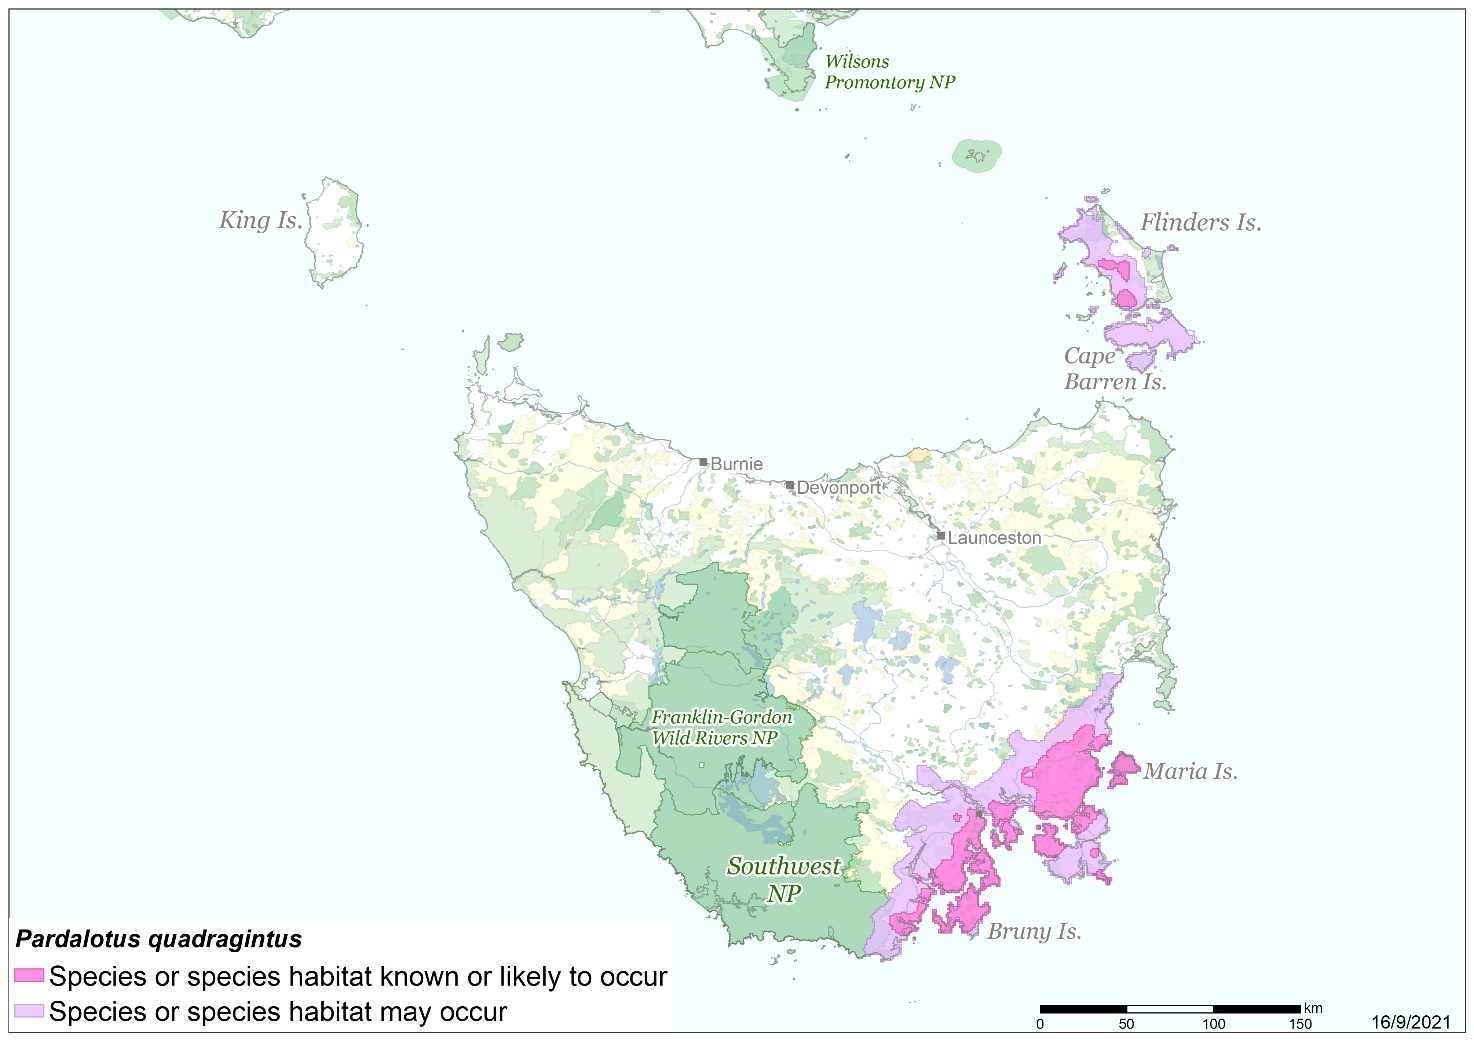 Wilsons
Promontory NP
King Is.
Flinders Is.
Cape
Barren Is.
Burnie
Devonport
Launceston
Franklin-Gordon
Wild Rivers NP
Maria Is.
Southwest
NP
Bruny Is.
Pardalotus quadragintus
Species or species habitat known or likely to occur
Species or species habitat may occur
km
0 50 100 150
16/9/2021